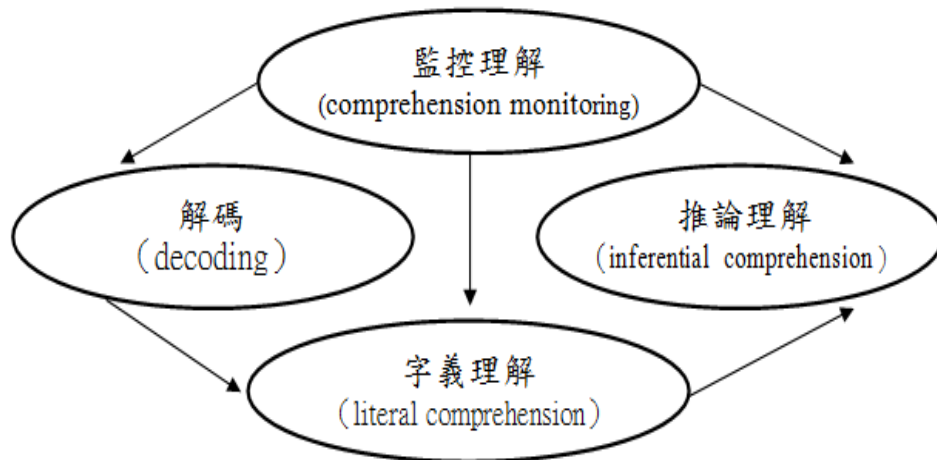 監控理解
(comprehension monitoring)
解碼
（decoding）
推論理解
（inferential comprehension）
字義理解
（literal comprehension）